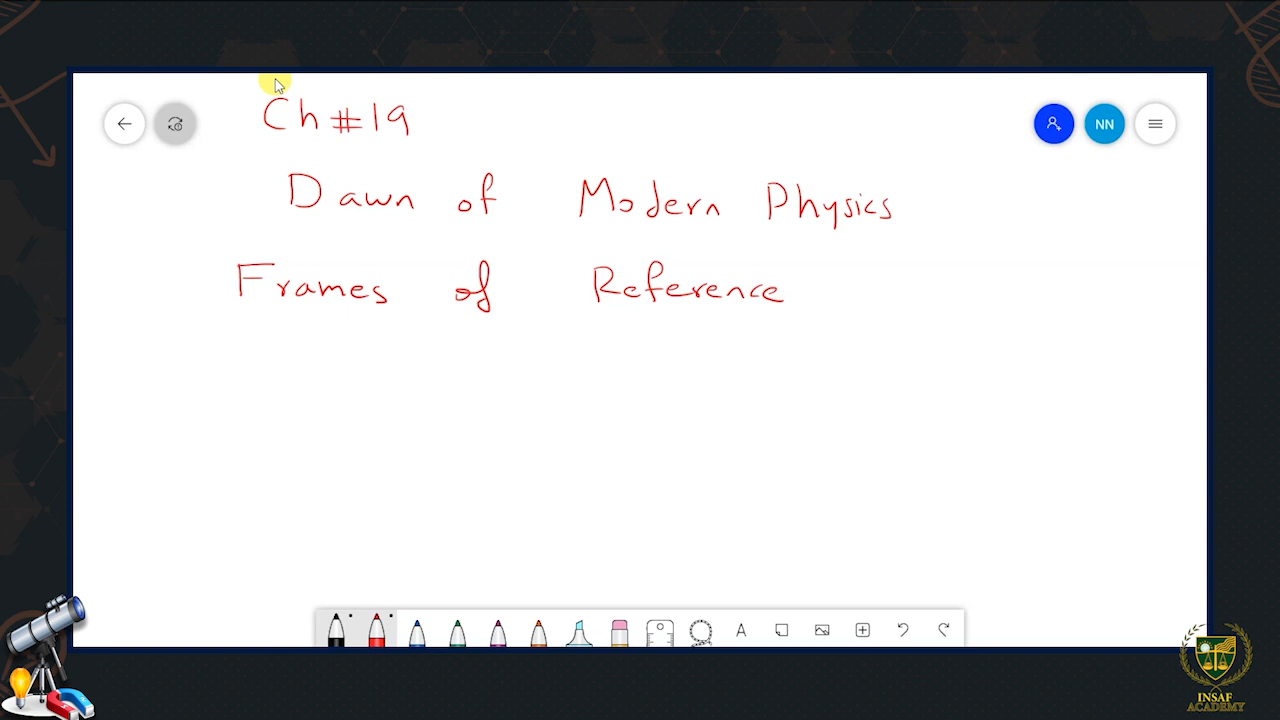 Ch # 19
NN
Dawn of Modern Physics
Frames of Reference
A
INSAF
ACADEMY